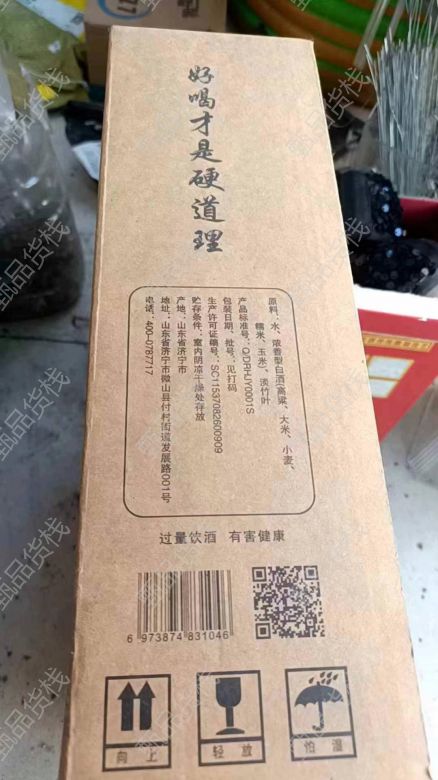 好喝才是硬道理
原料：水、浓香型白酒(高粱、大米、小麦、
糯米、玉米)、淡竹叶
产品标准号：Q/DRHJY0001S
包装日期、批号：见打码
生产许可证编号：SC11537082600909
贮存条件：室内阴凉干燥处存放
产地：山东省济宁市
地址：山东省济宁市微山县付村街道发展路001号
电话：400-0787717
过量饮酒 有害健康
6 973874 831046
向上
轻放
怕湿
甄品货栈